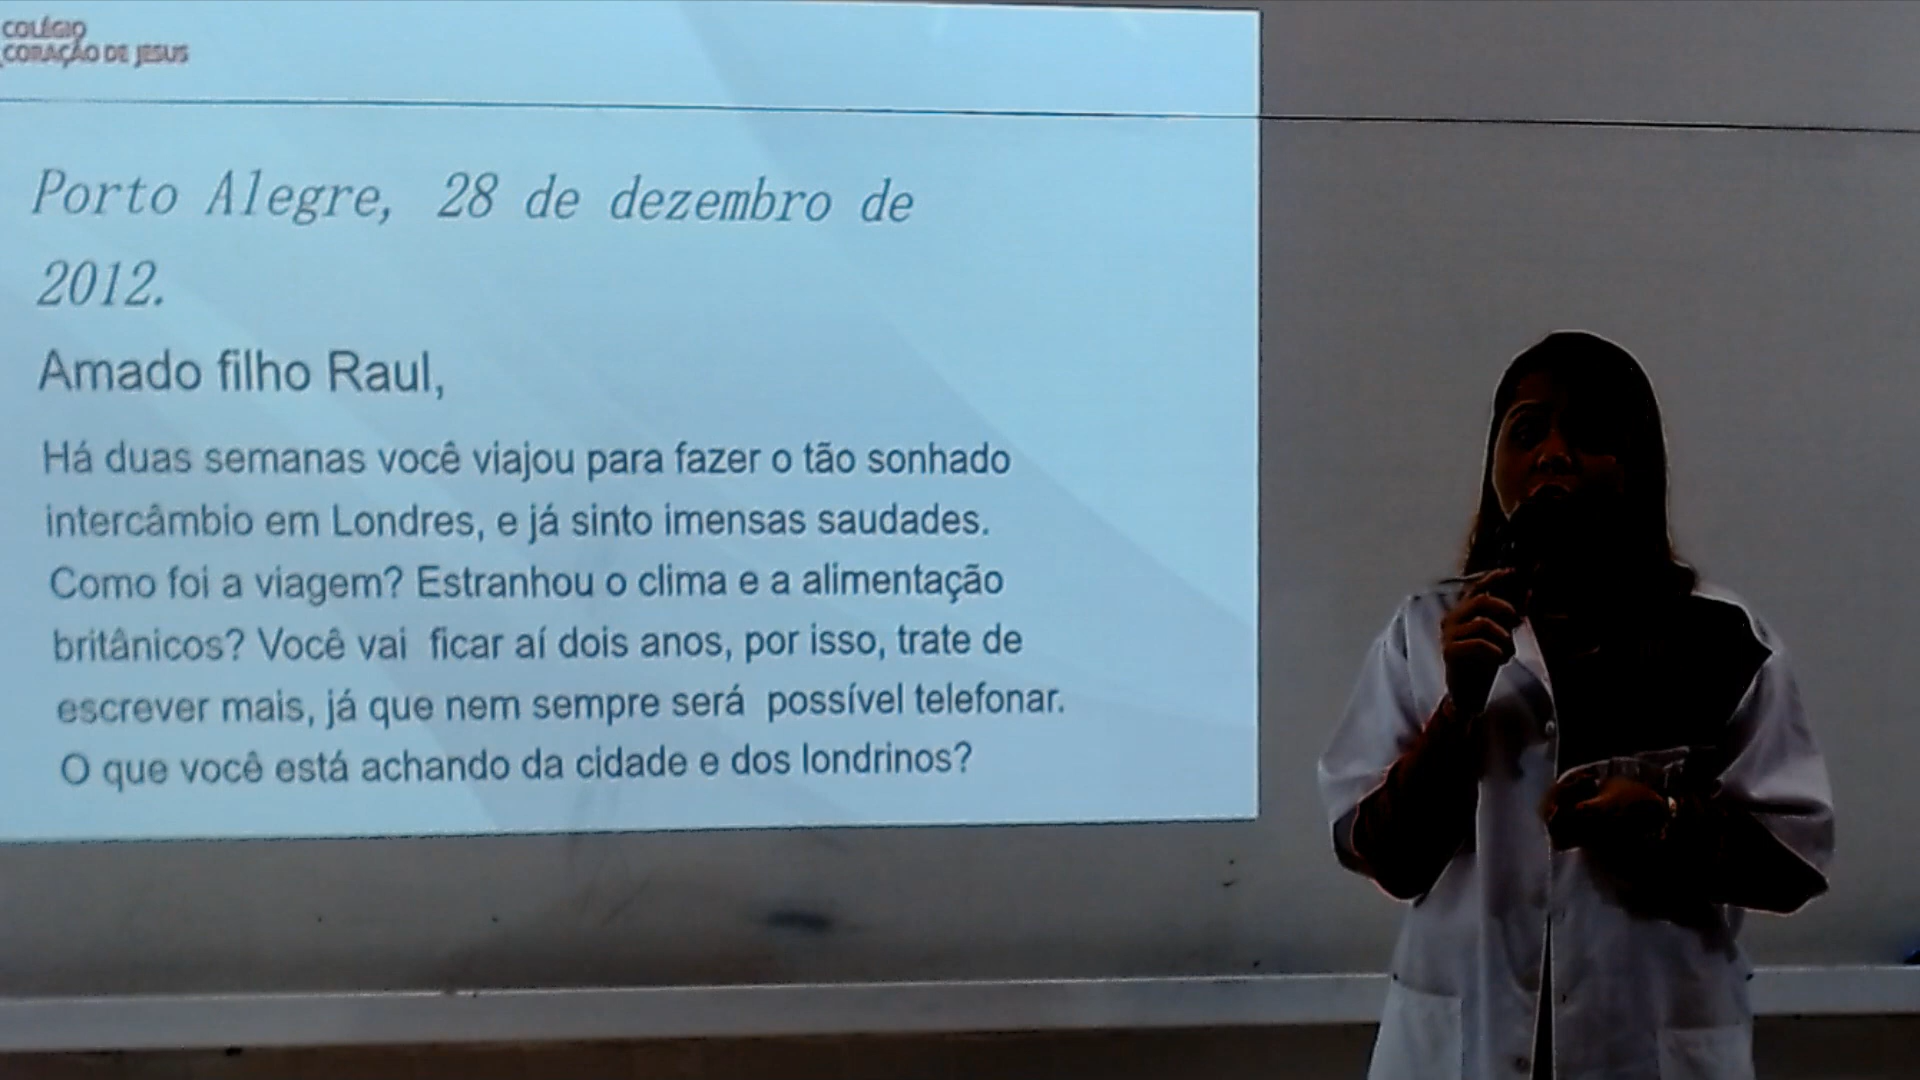 COLÉGIO
CORAÇÃO DE JESUS
Porto Alegre, 28 de dezembro de
2012.
Amado filho Raul,
Há duas semanas você viajou para fazer o tão sonhado
intercâmbio em Londres, e já sinto imensas saudades.
Como foi a viagem? Estranhou o clima e a alimentação
britânicos? Você vai ficar aí dois anos, por isso, trate de
escrever mais, já que nem sempre será possível telefonar.
O que você está achando da cidade e dos londrinos?